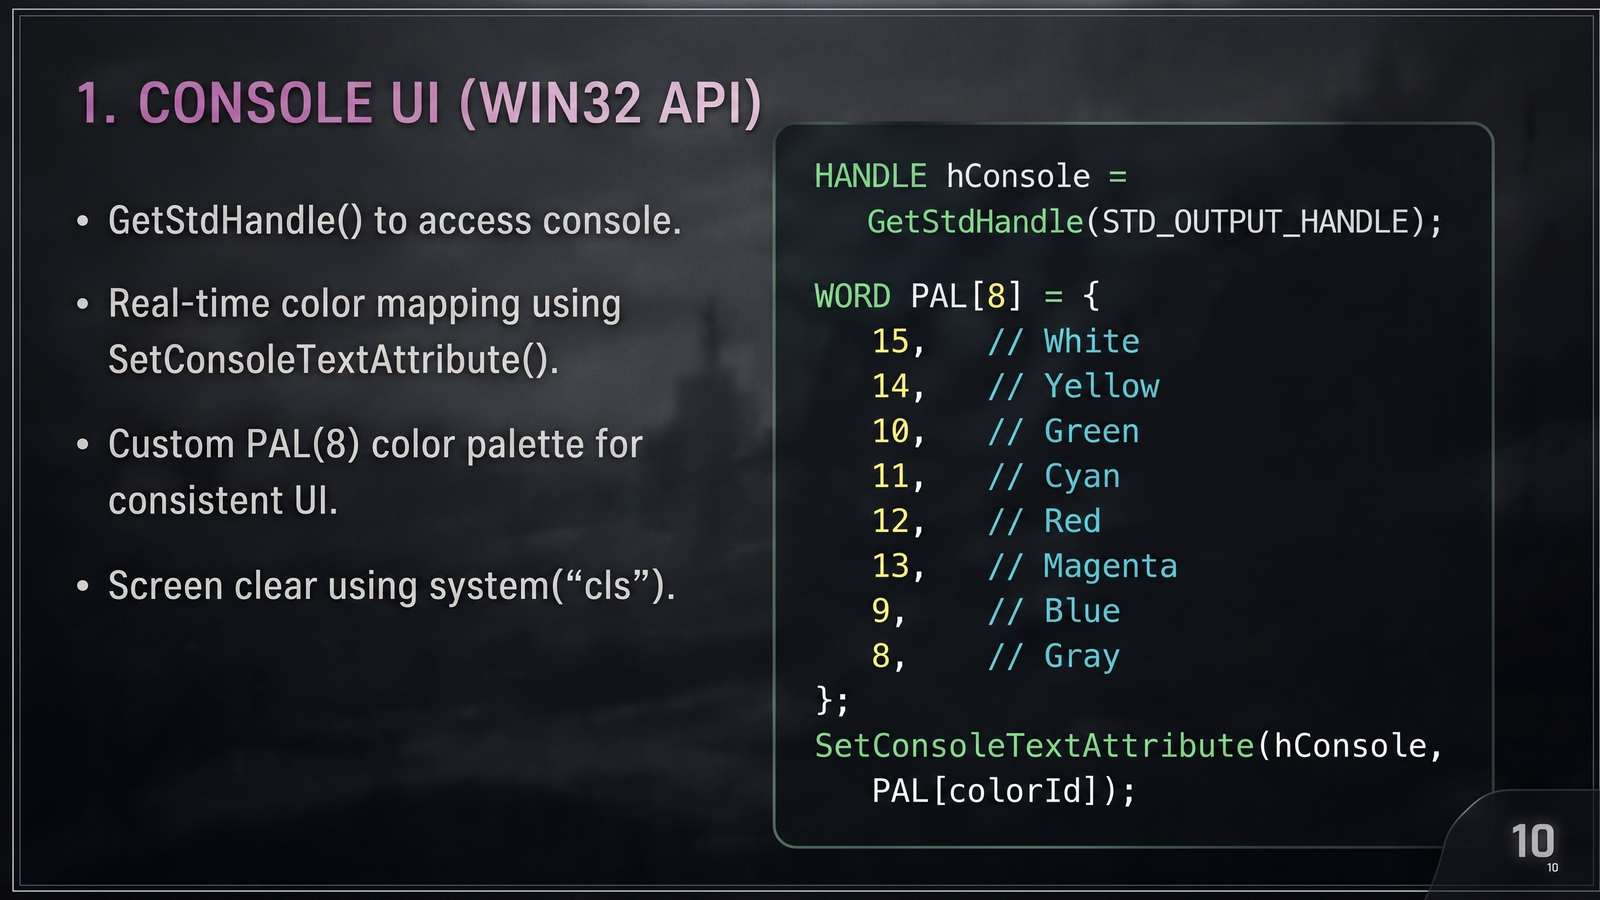 1. CONSOLE UI (WIN32 API)
• GetStdHandle() to access console.
• Real-time color mapping using
SetConsoleTextAttribute().
• Custom PAL(8) color palette for
consistent UI.
• Screen clear using system(“cls”).
HANDLE hConsole =
GetStdHandle(STD_OUTPUT_HANDLE);
WORD PAL[8] = {
15, // White
14, // Yellow
10, // Green
11, // Cyan
12, // Red
13, // Magenta
9, // Blue
8, // Gray
};
SetConsoleTextAttribute(hConsole,
PAL[colorId]);
10
10